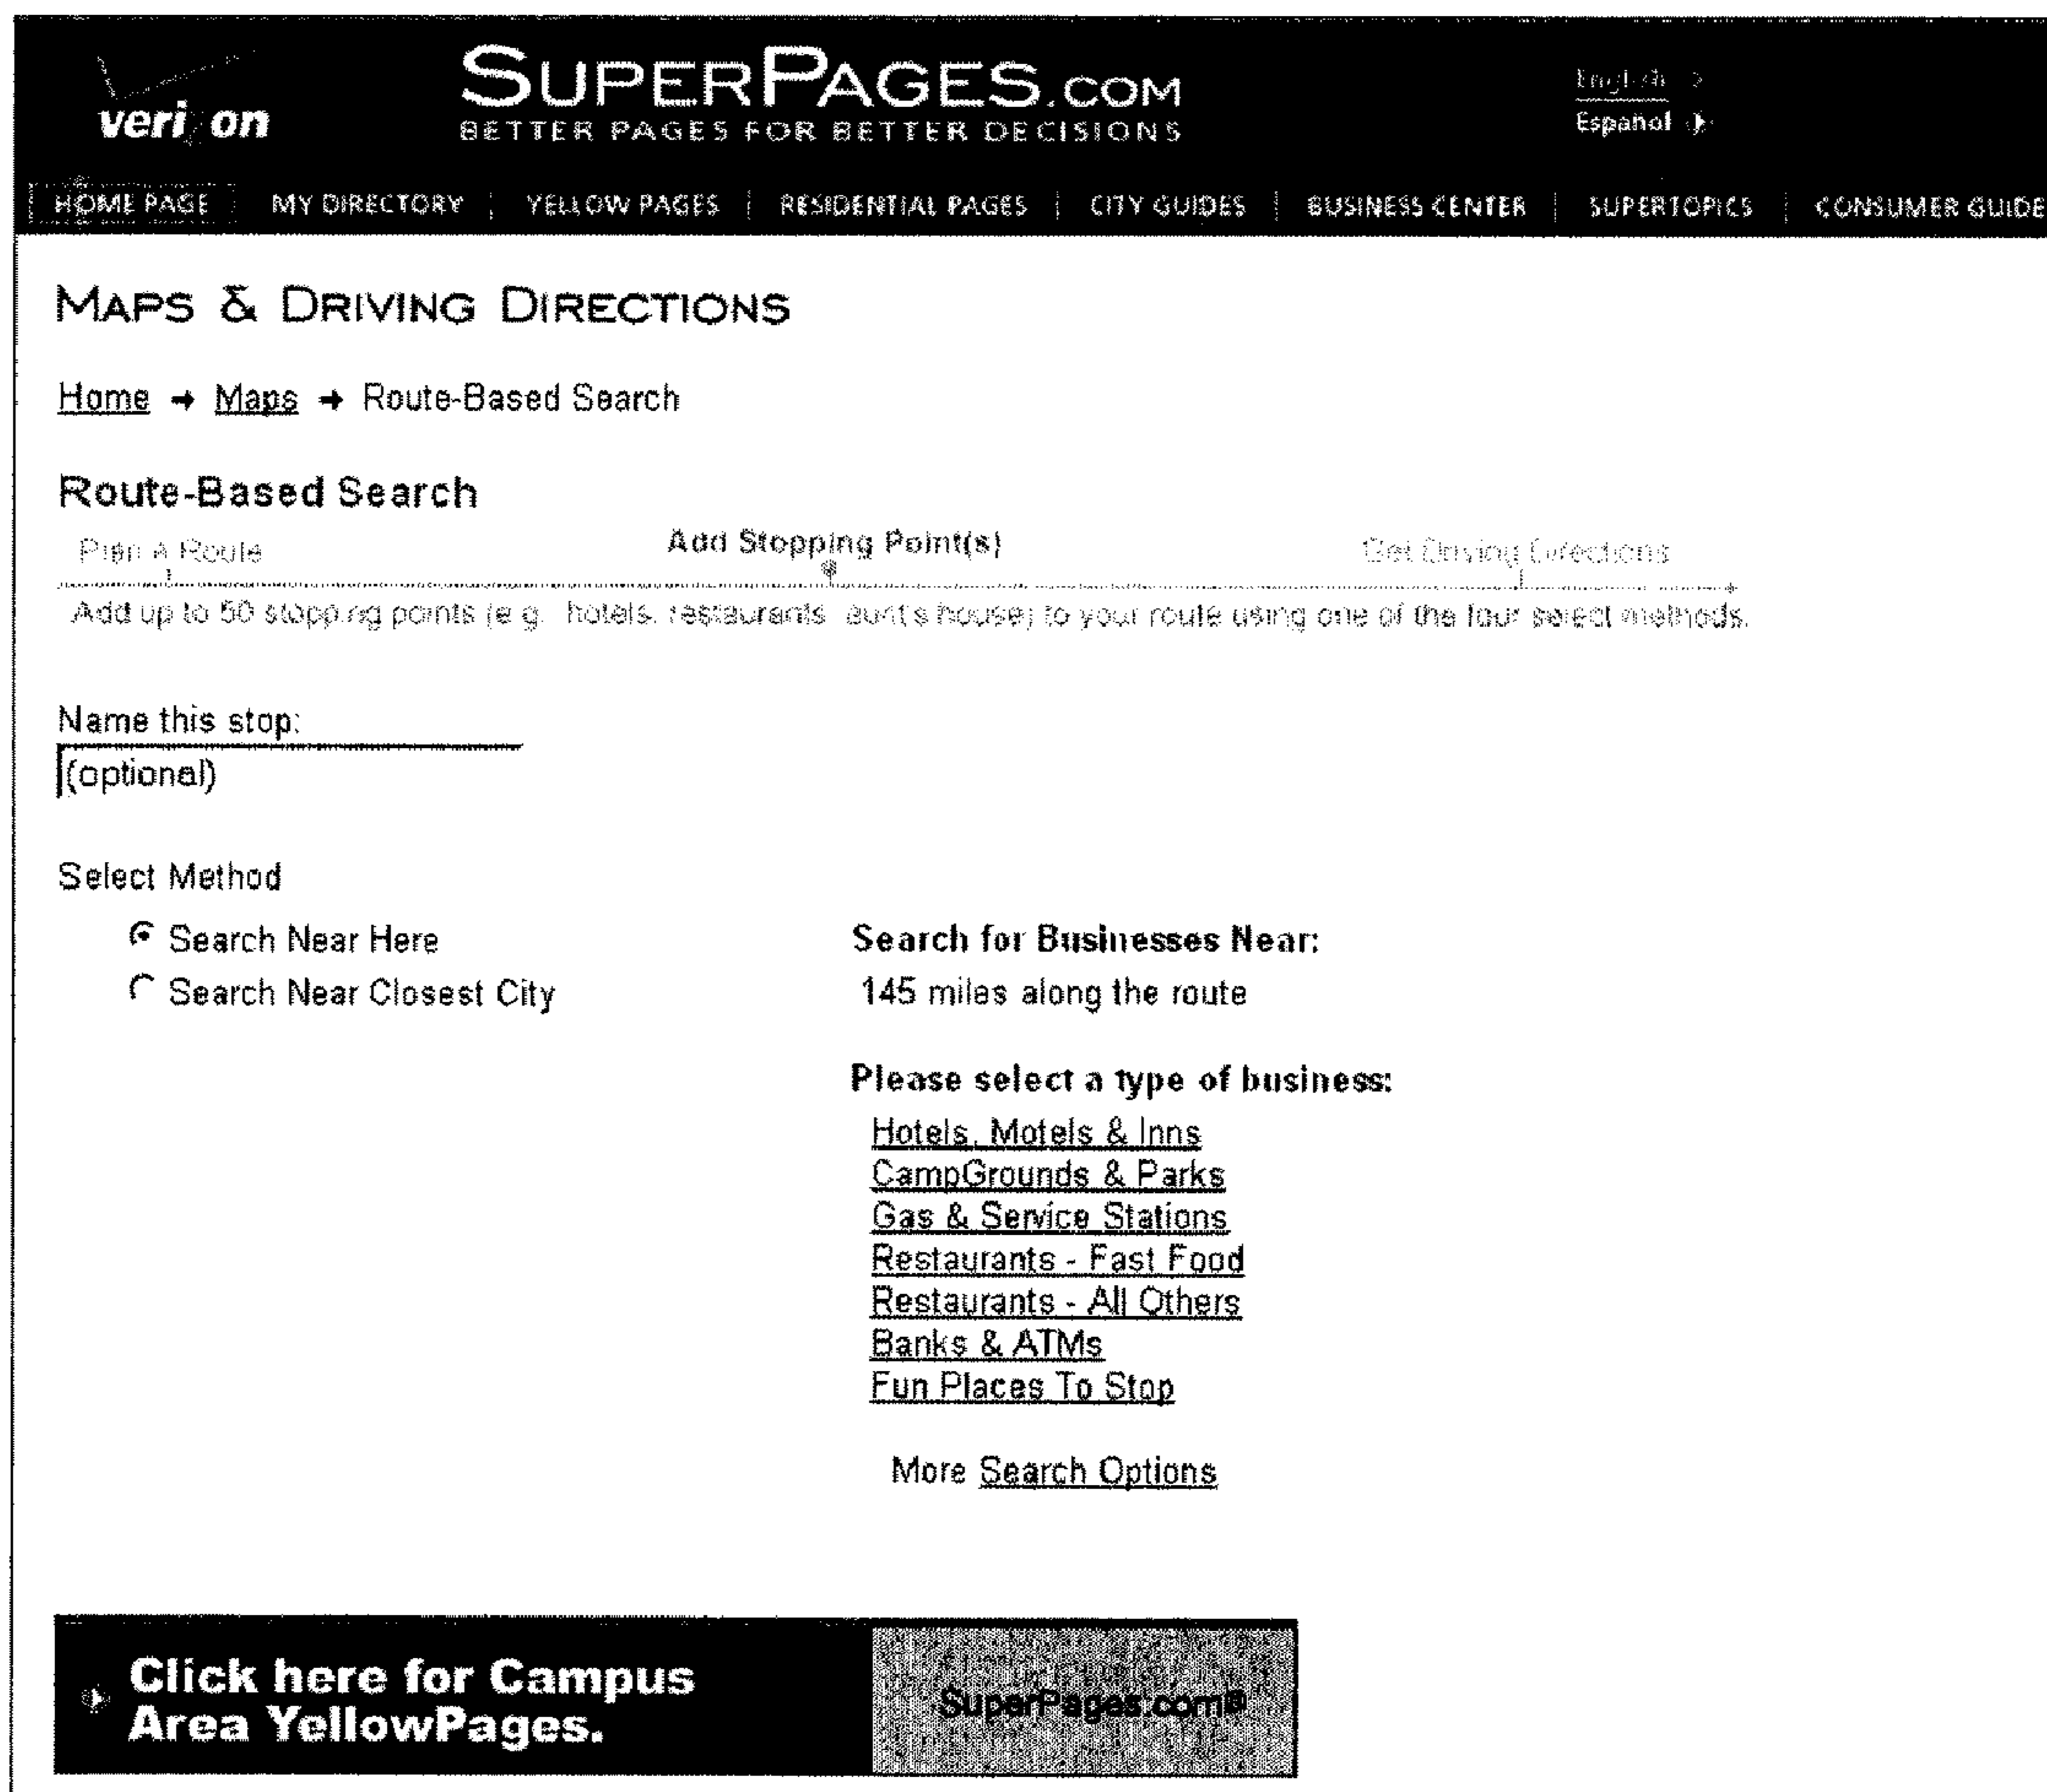 verizon
SUPERPAGES.COM
BETTER PAGES FOR BETTER DECISIONS
English
Español
HOME PAGE | MY DIRECTORY | YELLOW PAGES | RESIDENTIAL PAGES | CITY GUIDES | BUSINESS CENTER | SUPERTOPICS | CONSUMER GUIDE
MAPS & DRIVING DIRECTIONS
Home → Maps → Route-Based Search
Route-Based Search
Plan A Route Add Stopping Point(s) Get Driving Directions
Add up to 50 stopping points (e.g. hotels, restaurants, aunt's house) to your route using one of the four select methods.
Name this stop:
(optional)
Select Method
Search Near Here
Search Near Closest City
Search for Businesses Near:
145 miles along the route
Please select a type of business:
Hotels, Motels & Inns
CampGrounds & Parks
Gas & Service Stations
Restaurants - Fast Food
Restaurants - All Others
Banks & ATMs
Fun Places To Stop
More Search Options
Click here for Campus
Area YellowPages.
SuperPages.com®